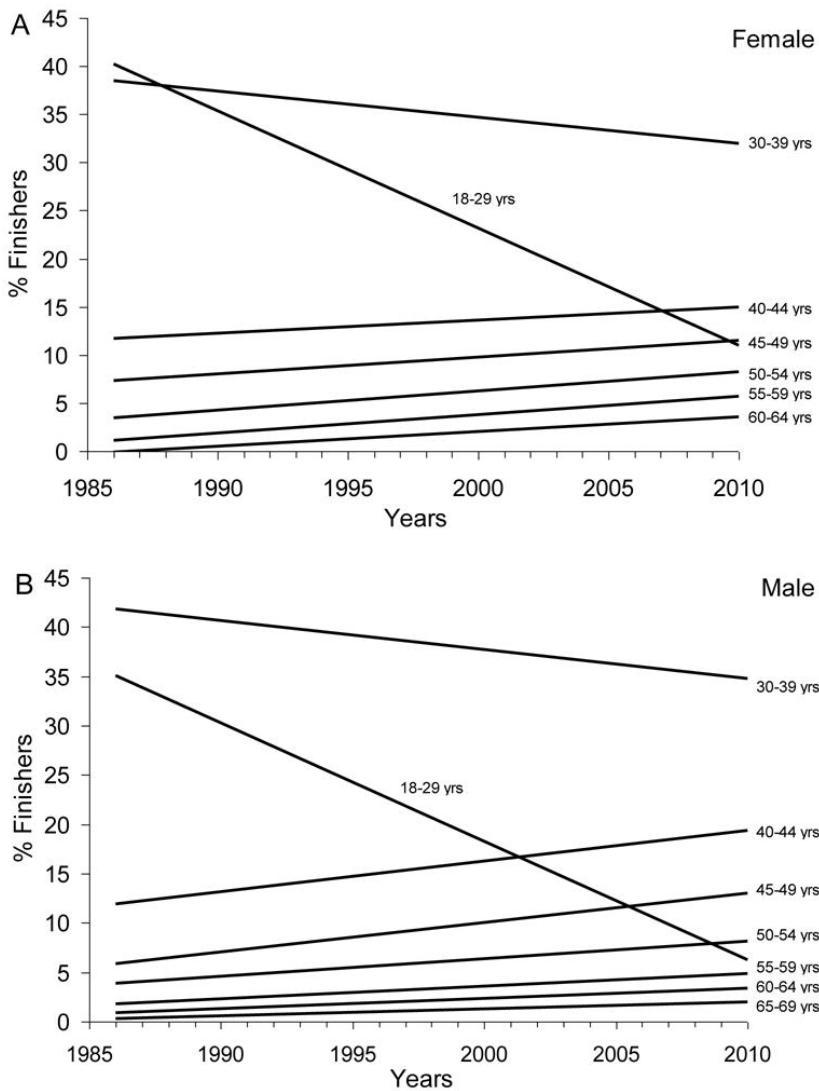 A
Female
45
40
35
30
25
20
15
10
5
0
% Finishers
30-39 yrs
18-29 yrs
40-44 yrs
45-49 yrs
50-54 yrs
55-59 yrs
60-64 yrs
1985 1990 1995 2000 2005 2010
Years
B
Male
45
40
35
30
25
20
15
10
5
0
% Finishers
30-39 yrs
18-29 yrs
40-44 yrs
45-49 yrs
50-54 yrs
55-59 yrs
60-64 yrs
65-69 yrs
1985 1990 1995 2000 2005 2010
Years